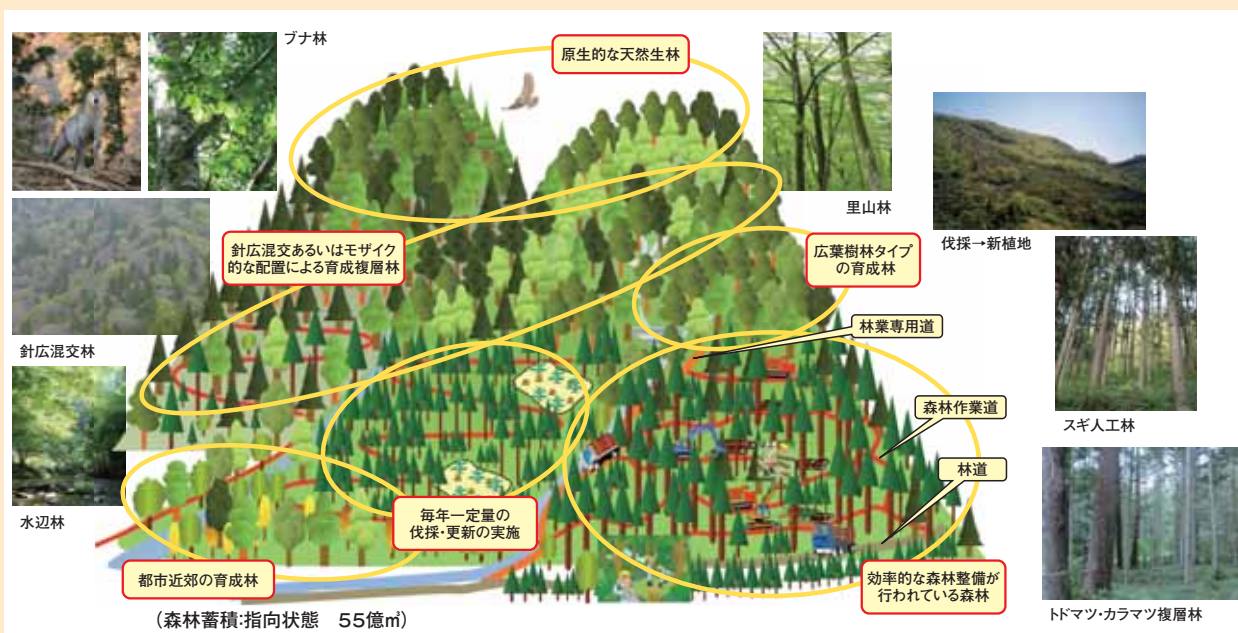 ブナ林
原生的な天然生林
里山林
伐採→新植地
針広混交あるいはモザイク
的な配置による育成複層林
広葉樹林タイプ
の育成林
林業専用道
針広混交林
スギ人工林
森林作業道
林道
水辺林
毎年一定量の
伐採・更新の実施
都市近郊の育成林
効率的な森林整備が
行われている森林
トドマツ・カラマツ複層林
(森林蓄積:指向状態 55億㎥)